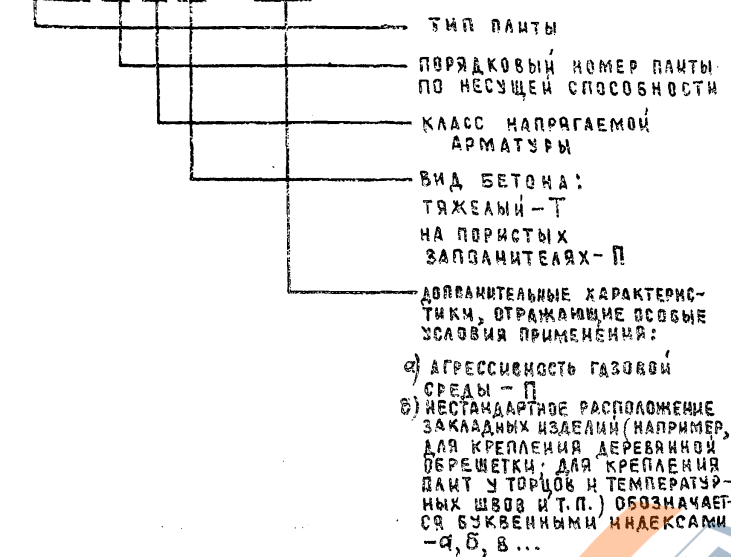 ТИП ПЛИТЫ
ПОРЯДКОВЫЙ НОМЕР ПЛИТЫ
ПО НЕСУЩЕЙ СПОСОБНОСТИ
КЛАСС НАПРЯГАЕМОЙ
АРМАТУРЫ
ВИД БЕТОНА:
ТЯЖЕЛЫЙ – Т
НА ПОРИСТЫХ
ЗАПОЛНИТЕЛЯХ – П
ДОПОЛНИТЕЛЬНЫЕ ХАРАКТЕРИС-
ТИКИ, ОТРАЖАЮЩИЕ ОСОБЫЕ
УСЛОВИЯ ПРИМЕНЕНИЯ:
а) АГРЕССИВНОСТЬ ГАЗОВОЙ
СРЕДЫ – П
б) НЕСТАНДАРТНОЕ РАСПОЛОЖЕНИЕ
ЗАКЛАДНЫХ ИЗДЕЛИЙ (НАПРИМЕР,
ДЛЯ КРЕПЛЕНИЯ ДЕРЕВЯННОЙ
ОБРЕШЕТКИ; ДЛЯ КРЕПЛЕНИЯ
ПЛИТ У ТОРЦОВ И ТЕМПЕРАТУР-
НЫХ ШВОВ И Т.П.) ОБОЗНАЧАЕТ-
СЯ БУКВЕННЫМИ ИНДЕКСАМИ
– а, б, в ...